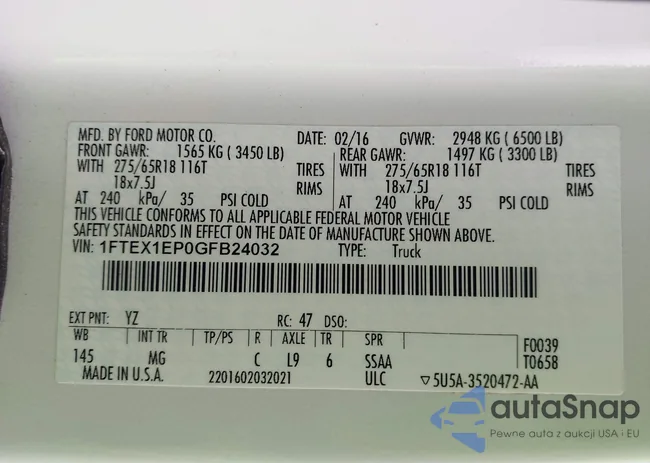 MFD. BY FORD MOTOR CO. DATE: 02/16 GVWR: 2948 KG ( 6500 LB)
FRONT GAWR: 1565 KG ( 3450 LB) REAR GAWR: 1497 KG ( 3300 LB)
WITH 275/65R18 116T TIRES WITH 275/65R18 116T TIRES
18x7.5J RIMS 18x7.5J RIMS
AT 240 kPa/ 35 PSI COLD AT 240 kPa/ 35 PSI COLD
THIS VEHICLE CONFORMS TO ALL APPLICABLE FEDERAL MOTOR VEHICLE
SAFETY STANDARDS IN EFFECT ON THE DATE OF MANUFACTURE SHOWN ABOVE.
VIN: 1FTEX1EP0GFB24032 TYPE: Truck
EXT PNT: YZ RC: 47 DSO:
WB INT TR TP/PS R AXLE TR SPR F0039
145 MG C L9 6 SSAA T0658
MADE IN U.S.A. 2201602032021 ULC ▽5U5A-3520472-AA
autaSnap
Pewne auta z aukcji USA i EU